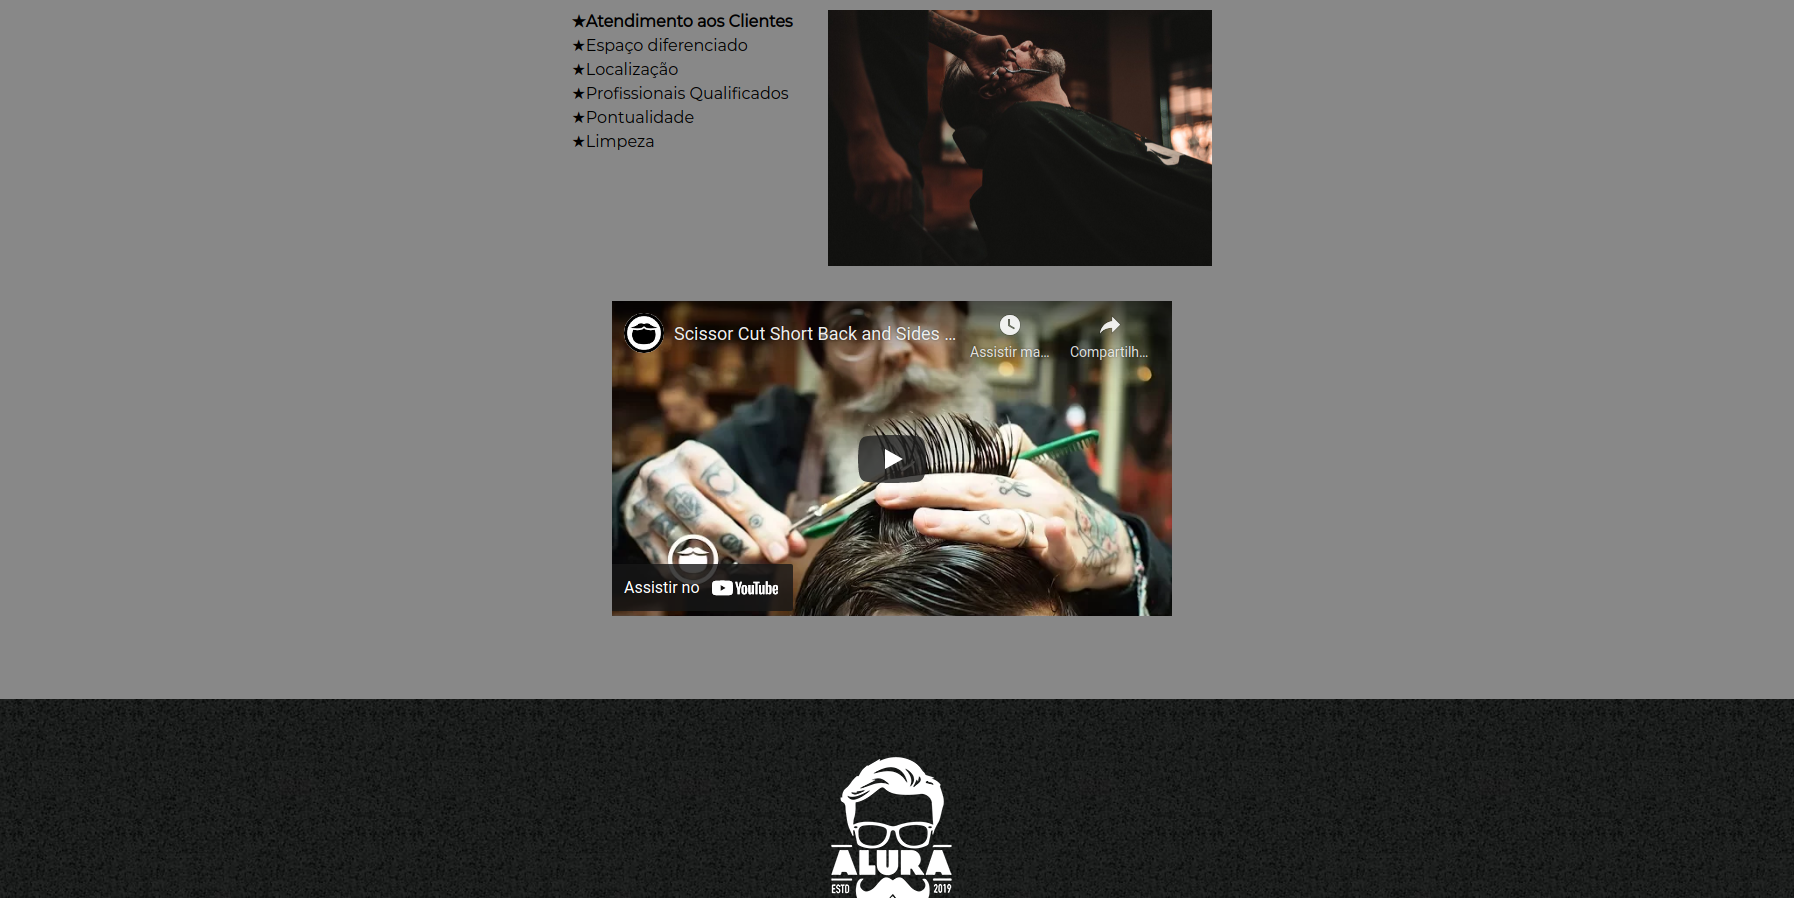 ★Atendimento aos Clientes
★Espaço diferenciado
★Localização
★Profissionais Qualificados
★Pontualidade
★Limpeza
Scissor Cut Short Back and Sides ...
Assistir ma...
Compartilh...
Assistir no YouTube
ALURA
ESTD 2019